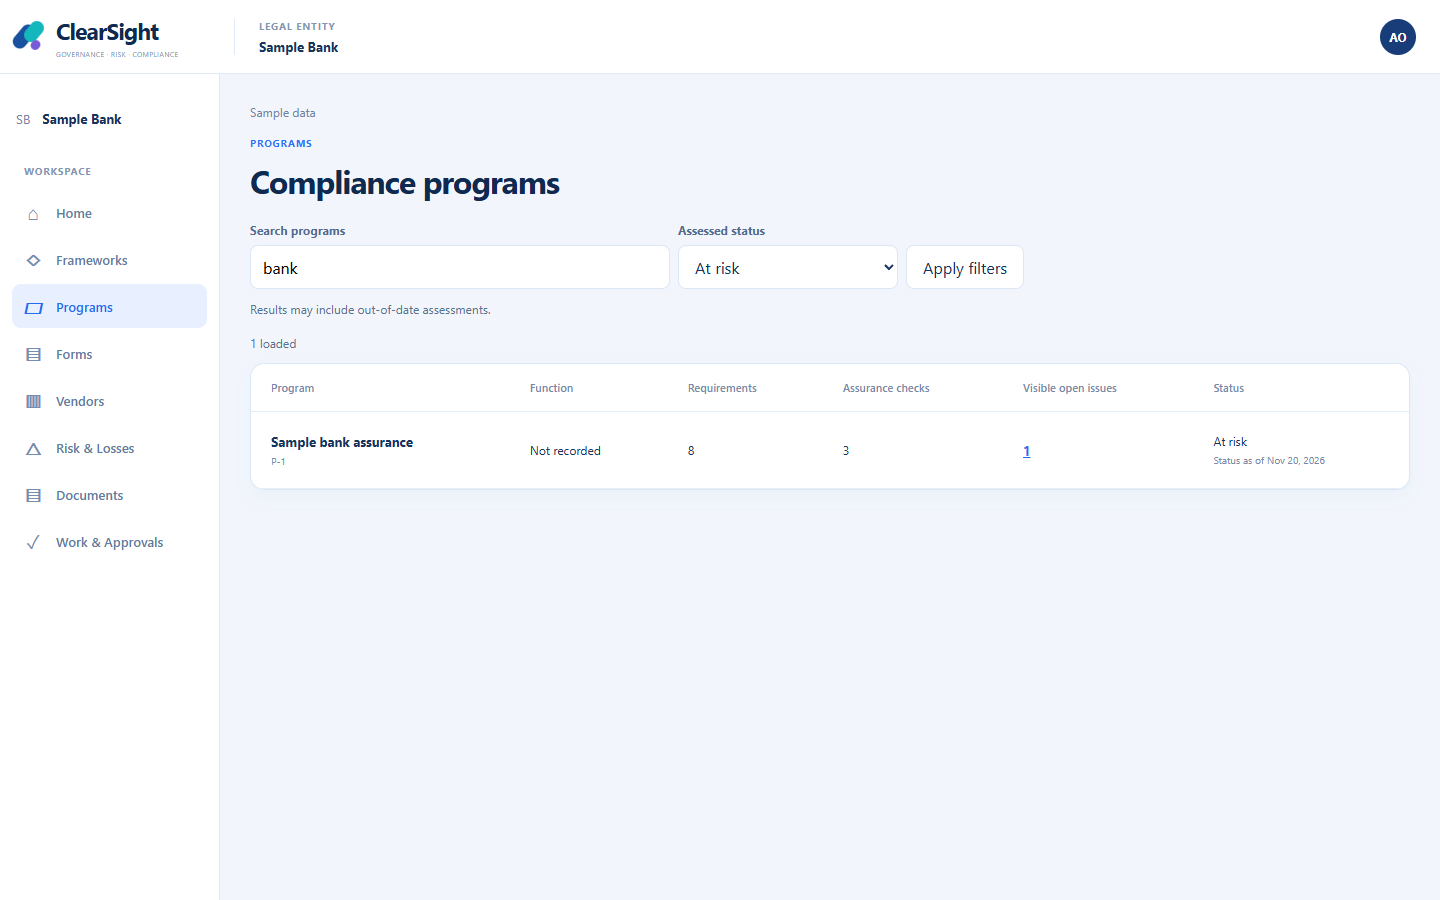 ClearSight
GOVERNANCE · RISK · COMPLIANCE
LEGAL ENTITY
Sample Bank
AO
SB Sample Bank
WORKSPACE
Home
Frameworks
Programs
Forms
Vendors
Risk & Losses
Documents
Work & Approvals
Sample data
PROGRAMS
Compliance programs
Search programs Assessed status
bank At risk Apply filters
Results may include out-of-date assessments.
1 loaded
Program Function Requirements Assurance checks Visible open issues Status
Sample bank assurance Not recorded 8 3 1 At risk
P-1 Status as of Nov 20, 2026